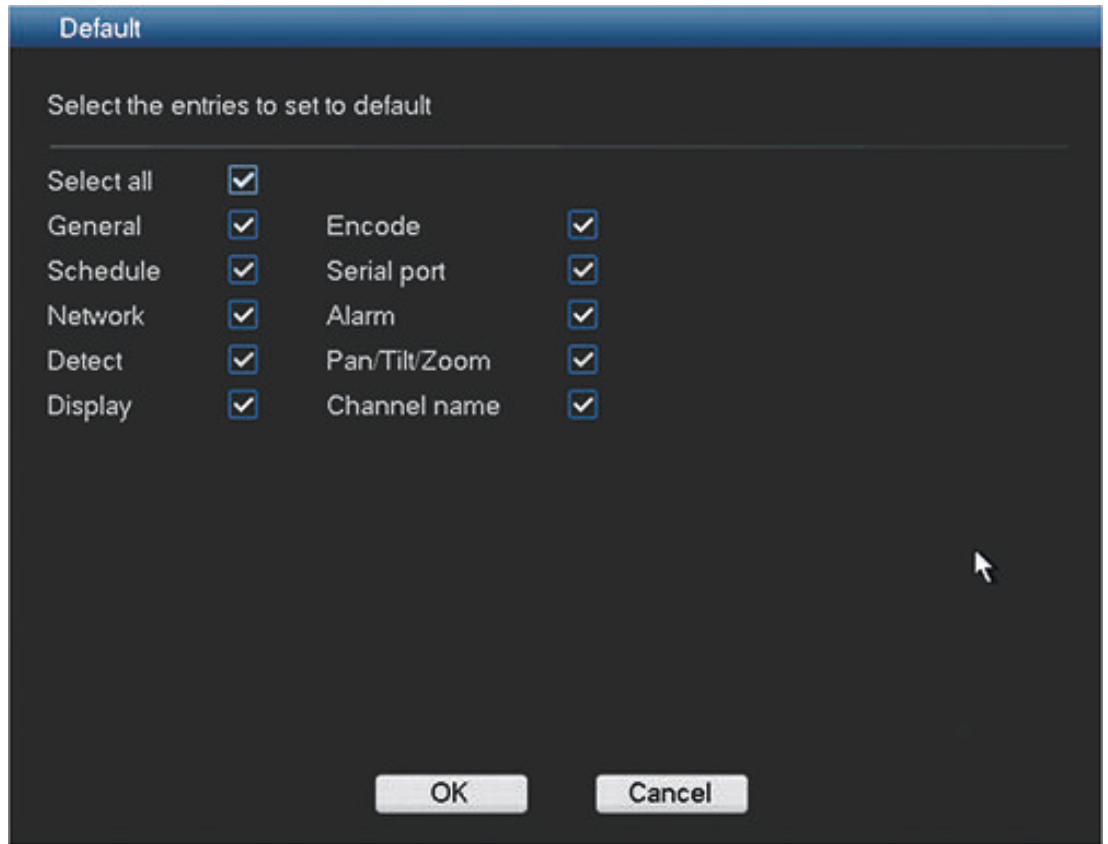 Default
Select the entries to set to default
Select all
General Encode
Schedule Serial port
Network Alarm
Detect Pan/Tilt/Zoom
Display Channel name
OK Cancel